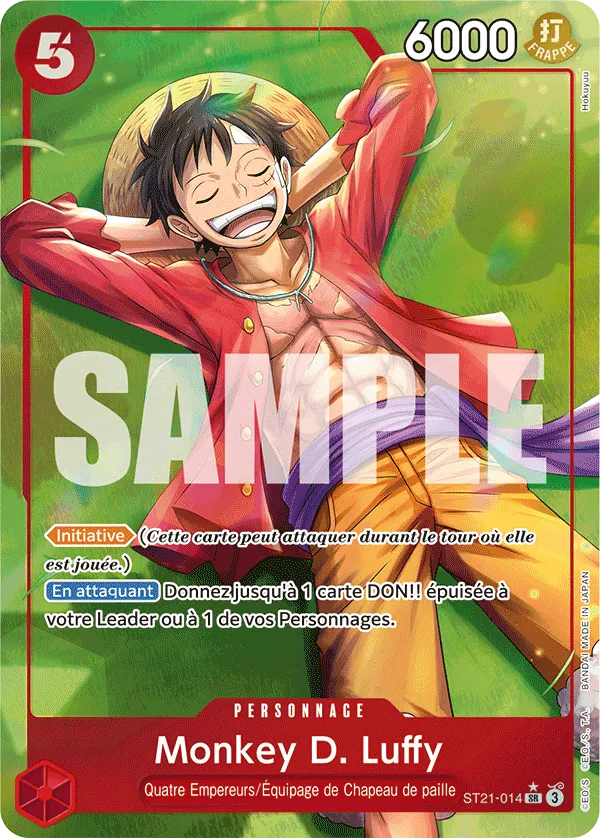 5
6000
打
FRAPPE
Hokuyuu
SAMPLE
Initiative (Cette carte peut attaquer durant le tour où elle
est jouée.)
En attaquant Donnez jusqu'à 1 carte DON!! épuisée à
votre Leader ou à 1 de vos Personnages.
©E.O./S. ©E.O./S., T.A. BANDAI MADE IN JAPAN
PERSONNAGE
Monkey D. Luffy
Quatre Empereurs/Équipage de Chapeau de paille
ST21-014 SR 3